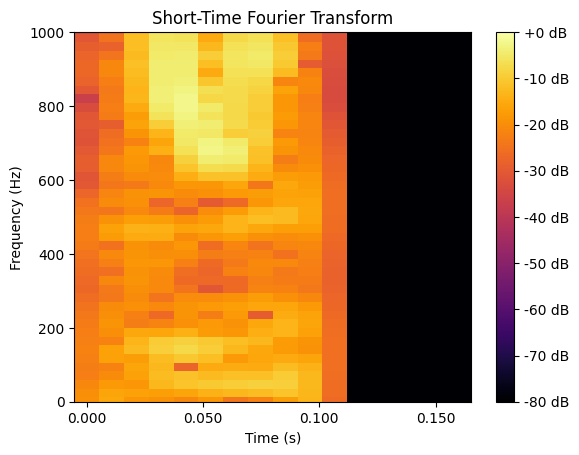 Short-Time Fourier Transform
1000
800
600
400
200
0
Frequency (Hz)
0.000
0.050
0.100
0.150
Time (s)
+0 dB
-10 dB
-20 dB
-30 dB
-40 dB
-50 dB
-60 dB
-70 dB
-80 dB